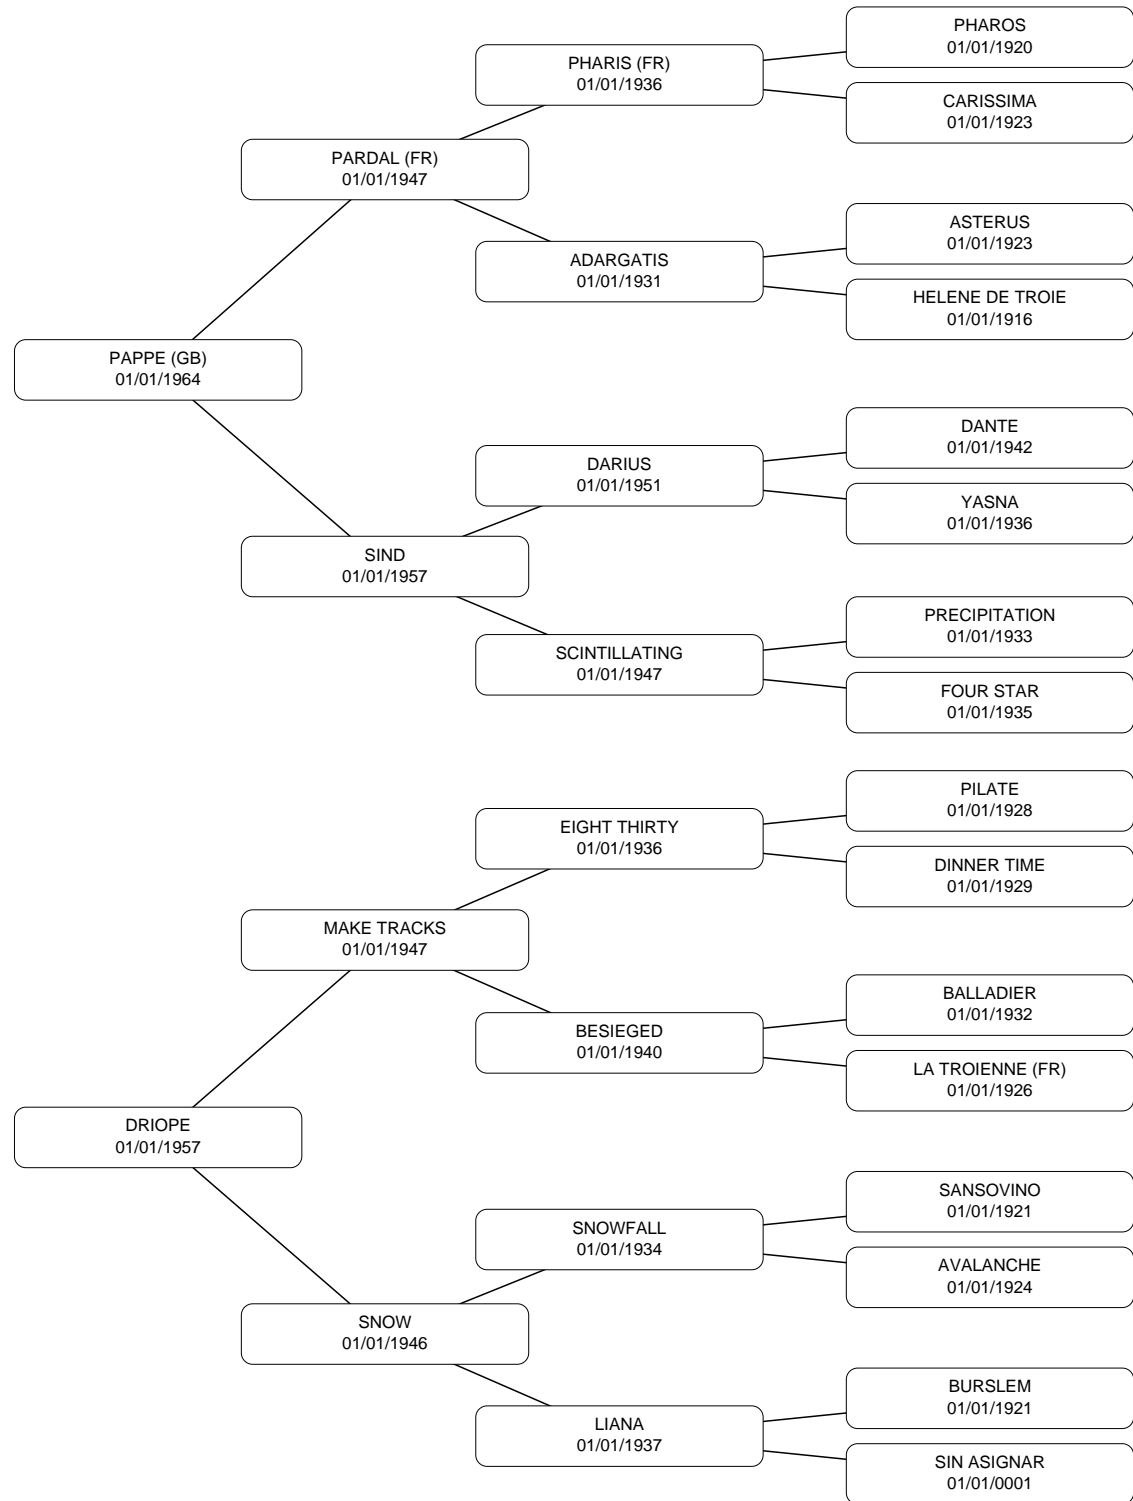 PHAROS
01/01/1920
PHARIS (FR)
01/01/1936
CARISSIMA
01/01/1923
PARDAL (FR)
01/01/1947
ASTERUS
01/01/1923
ADARGATIS
01/01/1931
HELENE DE TROIE
01/01/1916
PAPPE (GB)
01/01/1964
DANTE
01/01/1942
DARIUS
01/01/1951
YASNA
01/01/1936
SIND
01/01/1957
PRECIPITATION
01/01/1933
SCINTILLATING
01/01/1947
FOUR STAR
01/01/1935
PILATE
01/01/1928
EIGHT THIRTY
01/01/1936
DINNER TIME
01/01/1929
MAKE TRACKS
01/01/1947
BALLADIER
01/01/1932
BESIEGED
01/01/1940
LA TROIENNE (FR)
01/01/1926
DRIOPE
01/01/1957
SANSOVINO
01/01/1921
SNOWFALL
01/01/1934
AVALANCHE
01/01/1924
SNOW
01/01/1946
BURSLEM
01/01/1921
LIANA
01/01/1937
SIN ASIGNAR
01/01/0001